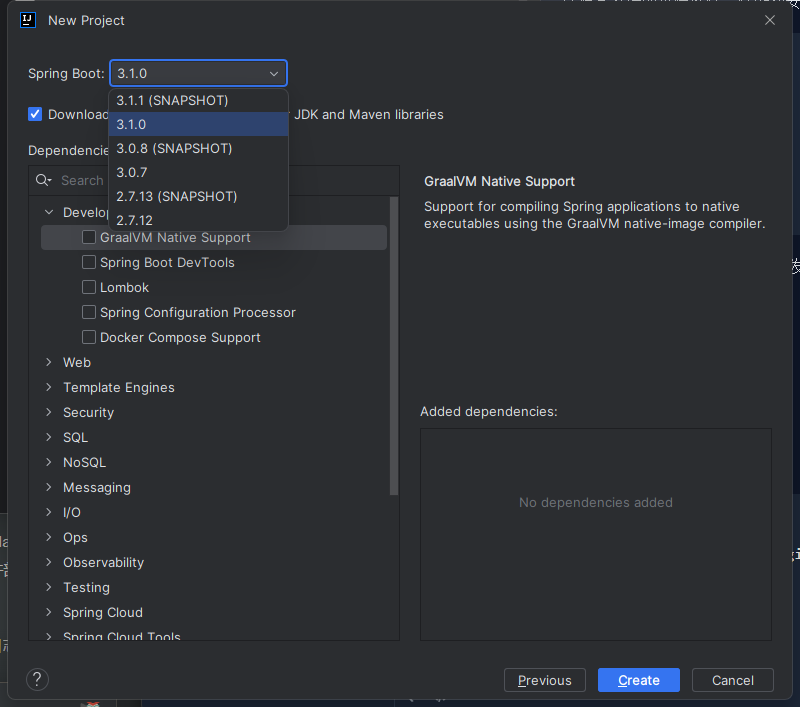 New Project
Spring Boot: 3.1.0
3.1.1 (SNAPSHOT)
Download JDK and Maven libraries
3.1.0
3.0.8 (SNAPSHOT)
Dependencie
3.0.7
Search
2.7.13 (SNAPSHOT)
Develop
2.7.12
GraalVM Native Support
Spring Boot DevTools
Lombok
Spring Configuration Processor
Docker Compose Support
Web
Template Engines
Security
SQL
NoSQL
Messaging
I/O
Ops
Observability
Testing
Spring Cloud
Spring Cloud Tools
GraalVM Native Support
Support for compiling Spring applications to native
executables using the GraalVM native-image compiler.
Added dependencies:
No dependencies added
?
Previous
Create
Cancel